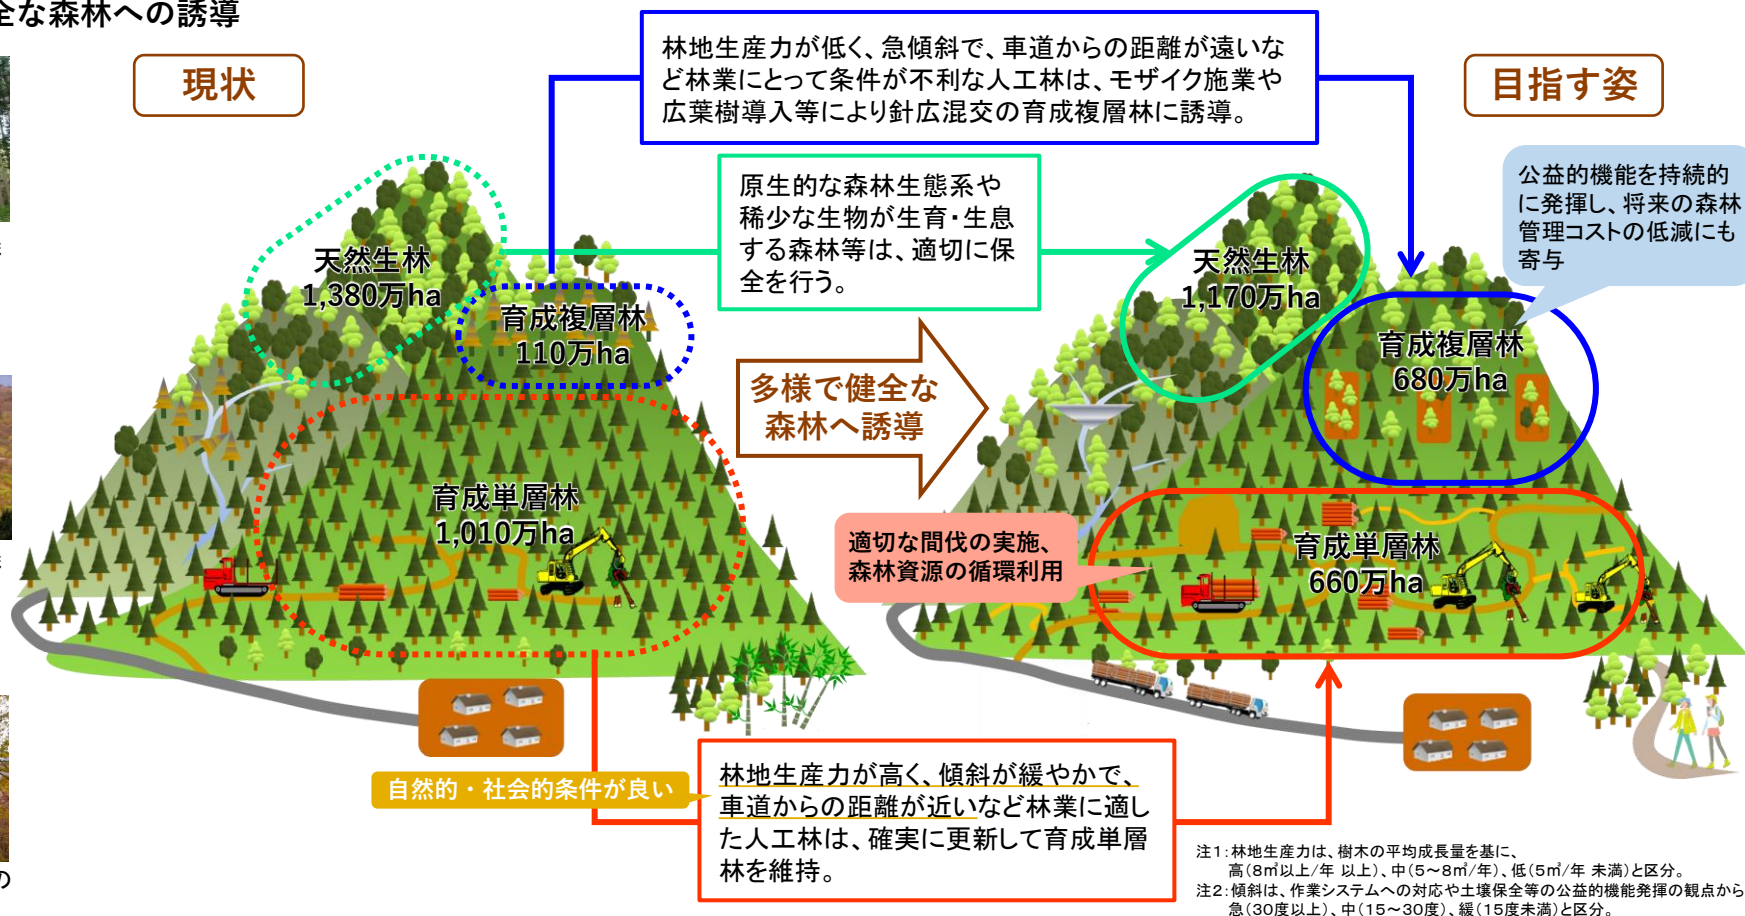 全な森林への誘導
現状
林地生産力が低く、急傾斜で、車道からの距離が遠いな
ど林業にとって条件が不利な人工林は、モザイク施業や
広葉樹導入等により針広混交の育成複層林に誘導。
目指す姿
原生的な森林生態系や
稀少な生物が生育・生息
する森林等は、適切に保
全を行う。
公益的機能を持続的
に発揮し、将来の森林
管理コストの低減にも
寄与
天然生林
1,380万ha
育成複層林
110万ha
育成単層林
1,010万ha
多様で健全な
森林へ誘導
天然生林
1,170万ha
育成複層林
680万ha
適切な間伐の実施、
森林資源の循環利用
育成単層林
660万ha
自然的・社会的条件が良い
林地生産力が高く、傾斜が緩やかで、
車道からの距離が近いなど林業に適し
た人工林は、確実に更新して育成単層
林を維持。
の
注1:林地生産力は、樹木の平均成長量を基に、
高(8㎥以上/年 以上)、中(5~8㎥/年)、低(5㎥/年 未満)と区分。
注2:傾斜は、作業システムへの対応や土壌保全等の公益的機能発揮の観点から
急(30度以上)、中(15~30度)、緩(15度未満)と区分。